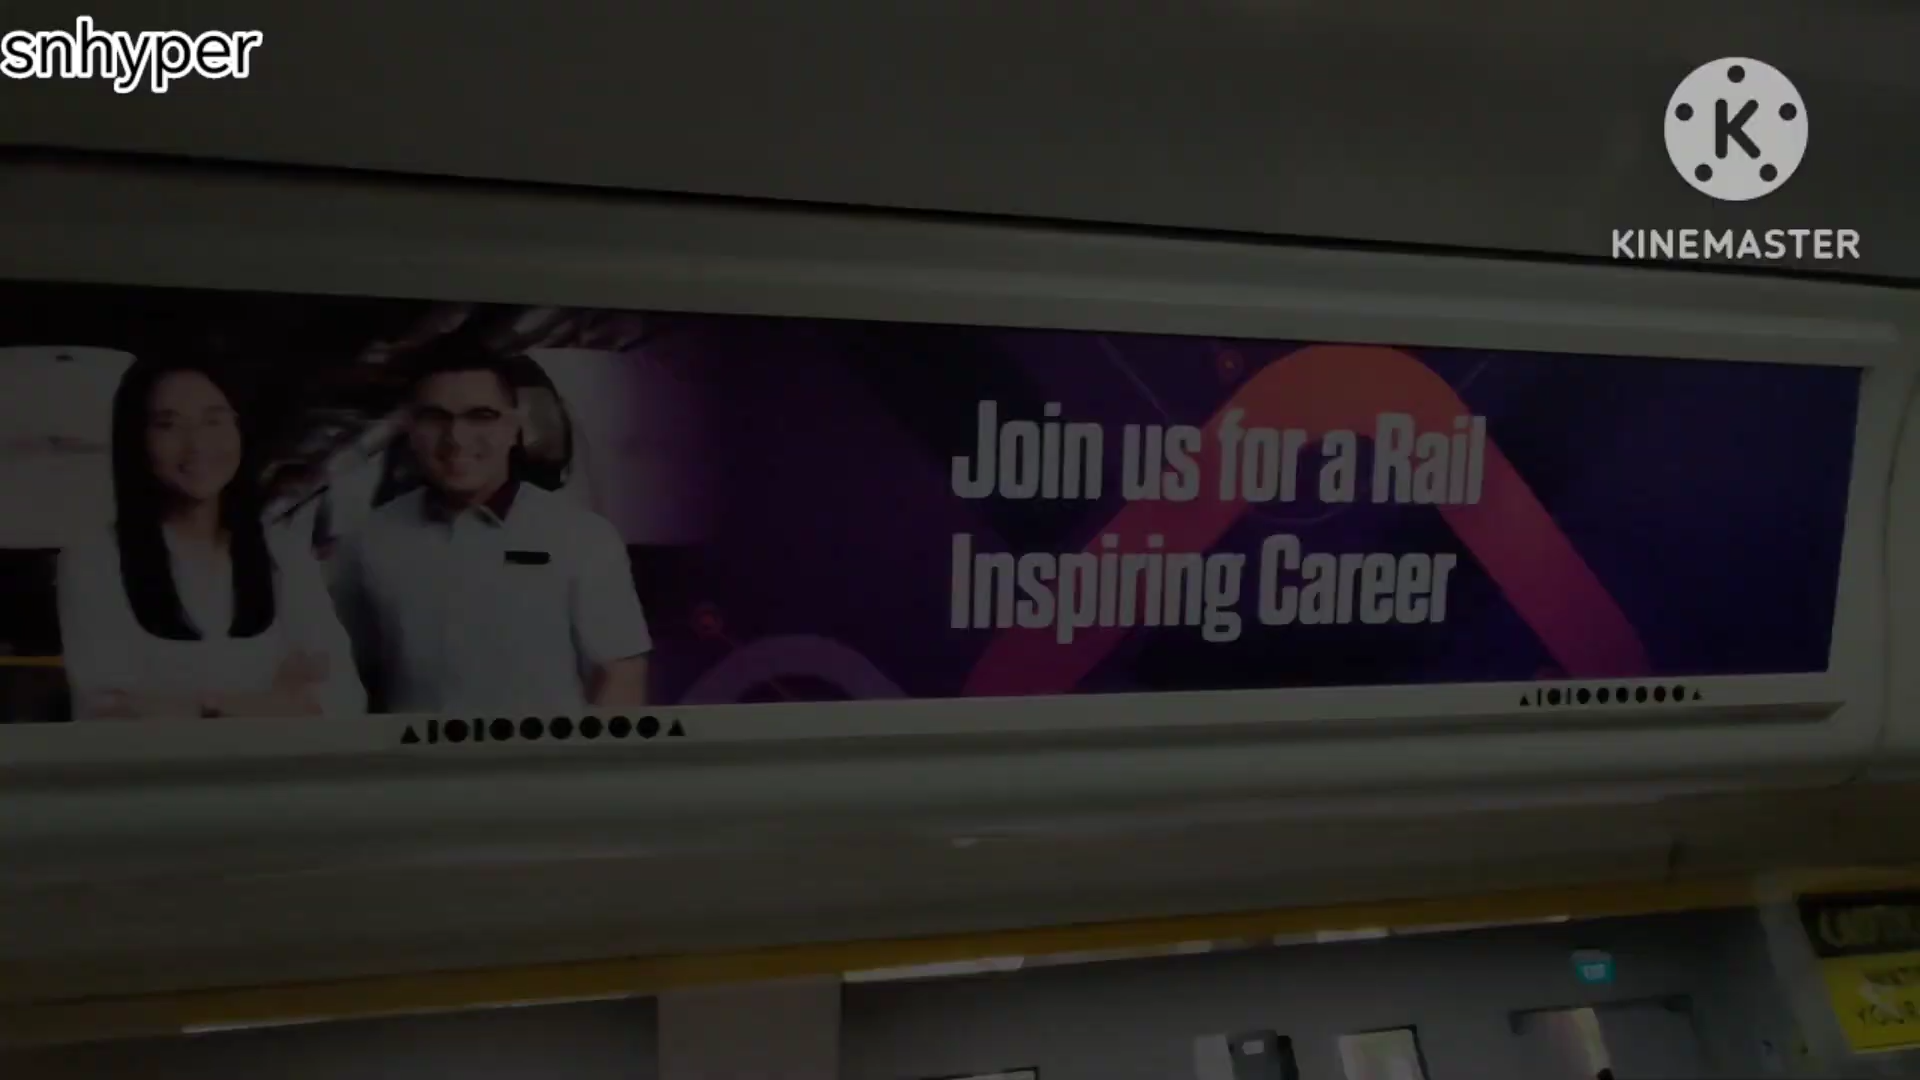 snhyper
K
KINEMASTER
Join us for a Rail
Inspiring Career